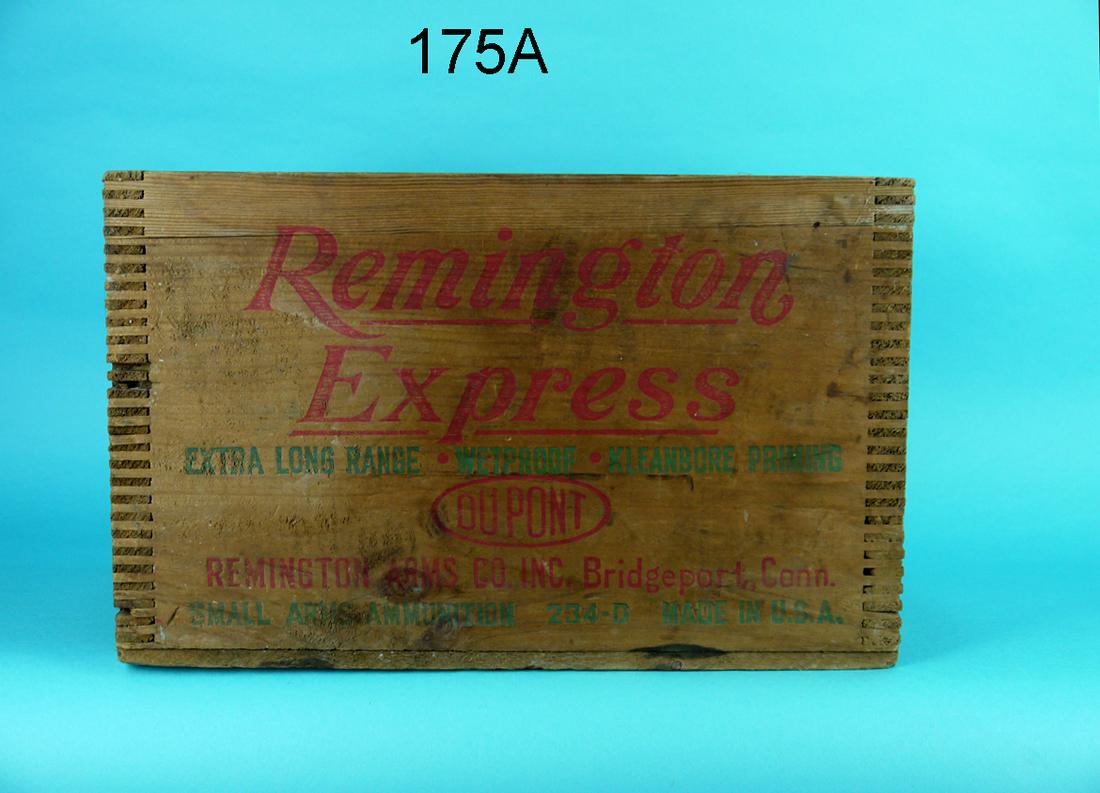 175A
Remington
Express
EXTRA LONG RANGE • WETPROOF • KLEANBORE PRIMING
DU PONT
REMINGTON ARMS CO. INC. Bridgeport, Conn.
SMALL ARMS AMMUNITION 234-D MADE IN U.S.A.